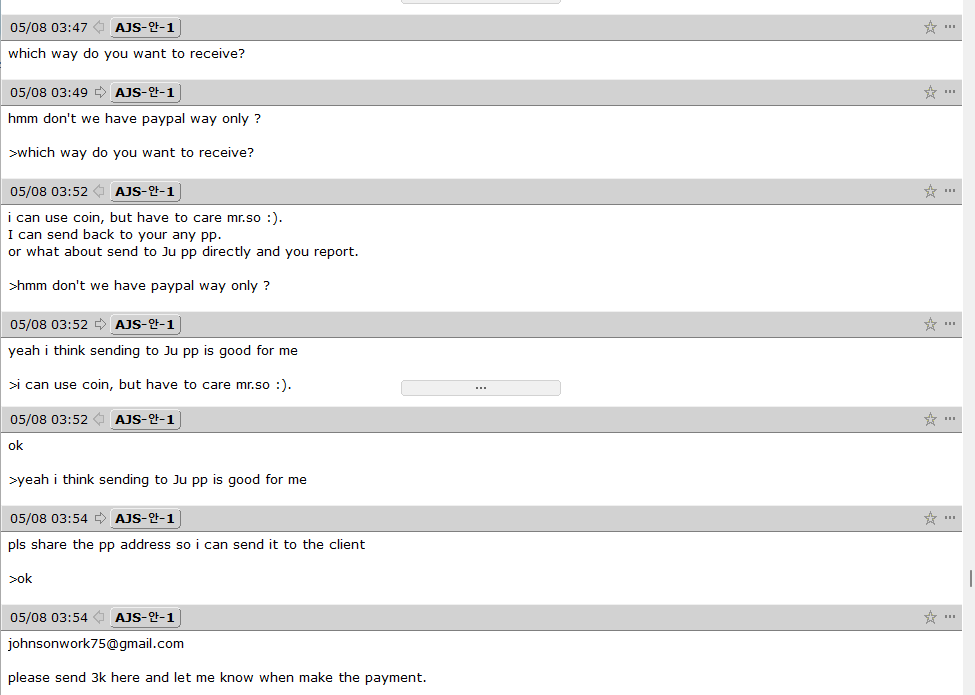 05/08 03:47 AJS-안-1
which way do you want to receive?
05/08 03:49 AJS-안-1
hmm don't we have paypal way only ?
>which way do you want to receive?
05/08 03:52 AJS-안-1
i can use coin, but have to care mr.so :).
I can send back to your any pp.
or what about send to Ju pp directly and you report.
>hmm don't we have paypal way only ?
05/08 03:52 AJS-안-1
yeah i think sending to Ju pp is good for me
>i can use coin, but have to care mr.so :).
05/08 03:52 AJS-안-1
ok
>yeah i think sending to Ju pp is good for me
05/08 03:54 AJS-안-1
pls share the pp address so i can send it to the client
>ok
05/08 03:54 AJS-안-1
johnsonwork75@gmail.com
please send 3k here and let me know when make the payment.